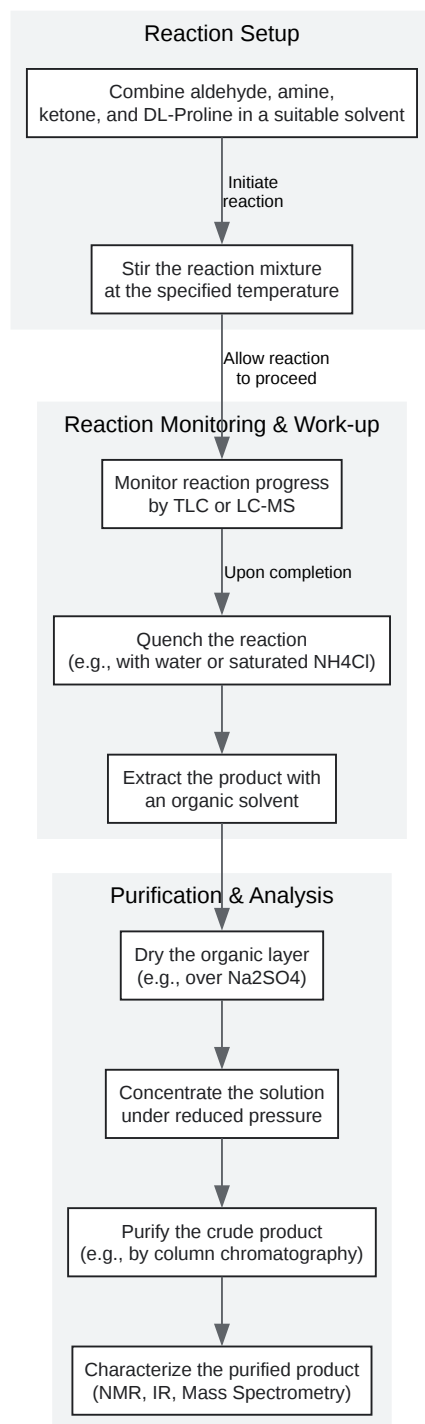 Reaction Setup
Combine aldehyde, amine,
ketone, and DL-Proline in a suitable solvent
Initiate
reaction
Stir the reaction mixture
at the specified temperature
Allow reaction
to proceed
Reaction Monitoring & Work-up
Monitor reaction progress
by TLC or LC-MS
Upon completion
Quench the reaction
(e.g., with water or saturated NH4Cl)
Extract the product with
an organic solvent
Purification & Analysis
Dry the organic layer
(e.g., over Na2SO4)
Concentrate the solution
under reduced pressure
Purify the crude product
(e.g., by column chromatography)
Characterize the purified product
(NMR, IR, Mass Spectrometry)